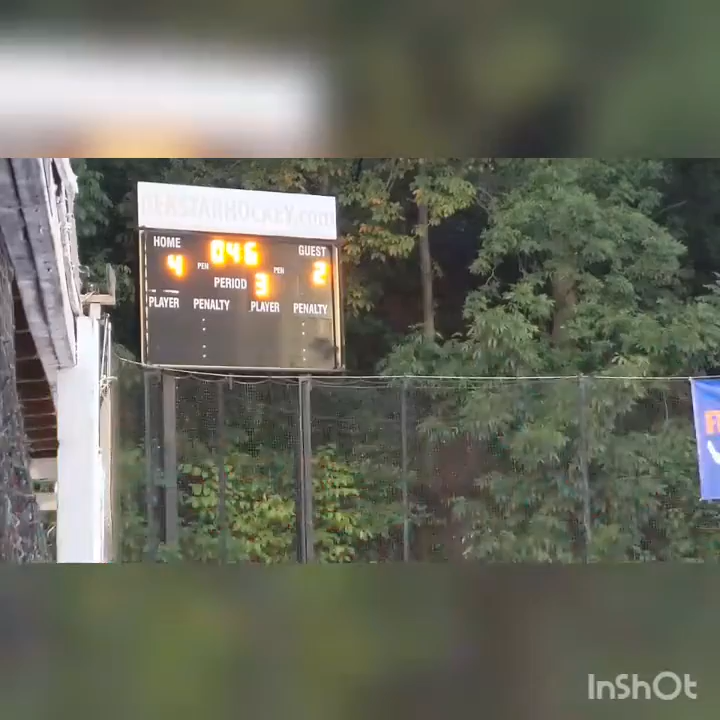 HOME 046 GUEST
4 PEN PERIOD 3 PEN 2
PLAYER PENALTY PLAYER PENALTY
InShOt